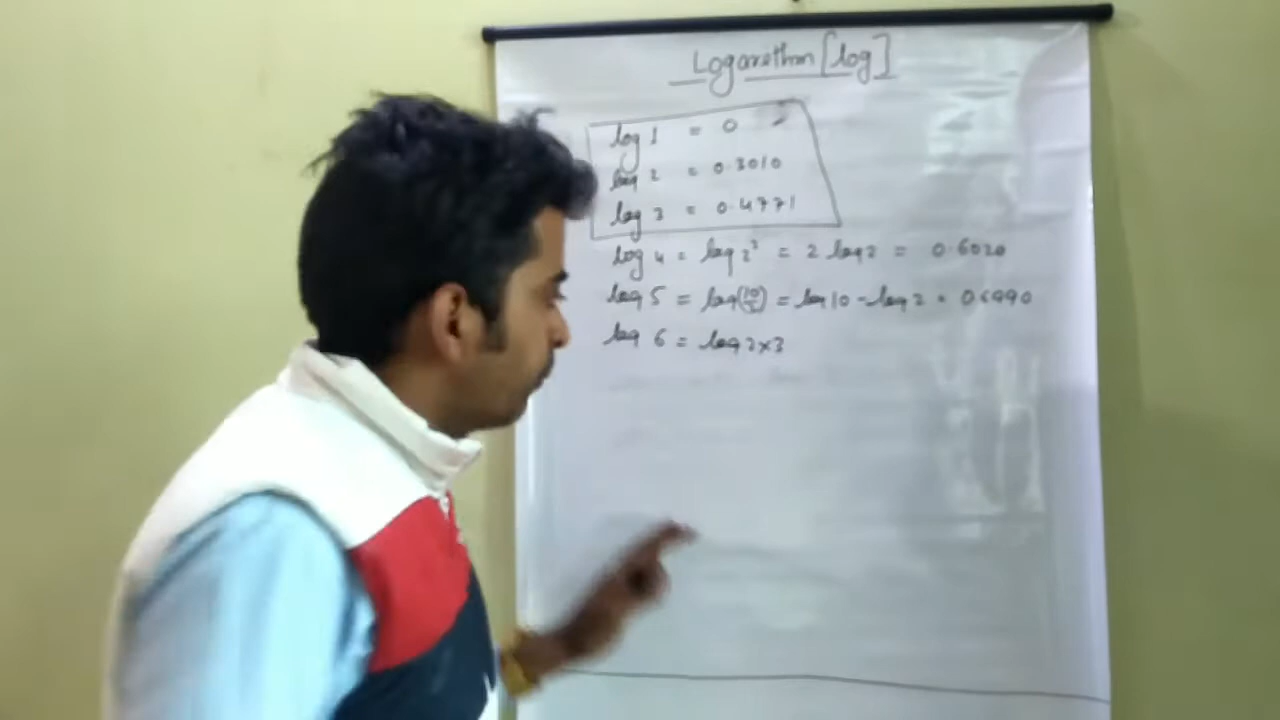 Logarethm [log]
log 1 = 0
log 2 = 0.3010
log 3 = 0.4771
log 4 = log 2² = 2 log 2 = 0.6020
log 5 = log(10/2) = log 10 - log 2 = 0.6990
log 6 = log 2×3